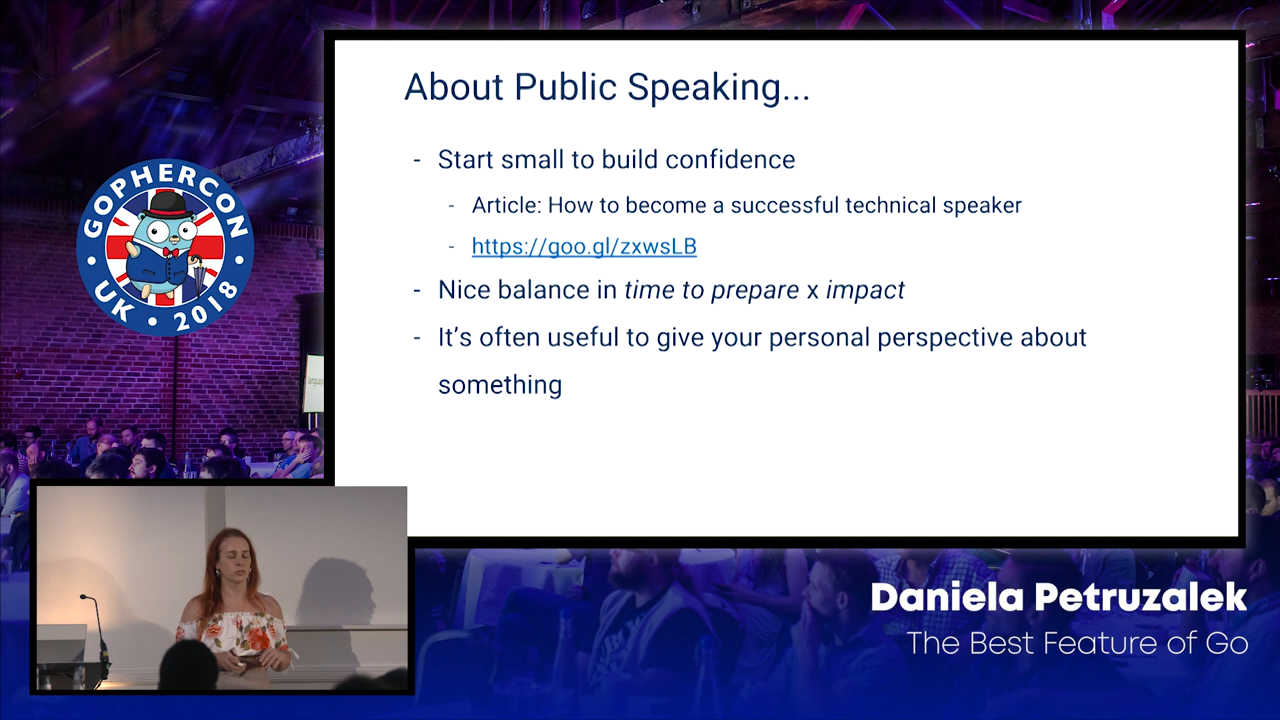 GOPHERCON
UK • 2018
About Public Speaking...
- Start small to build confidence
- Article: How to become a successful technical speaker
- https://goo.gl/zxwsLB
- Nice balance in time to prepare x impact
- It’s often useful to give your personal perspective about
something
Daniela Petruzalek
The Best Feature of Go